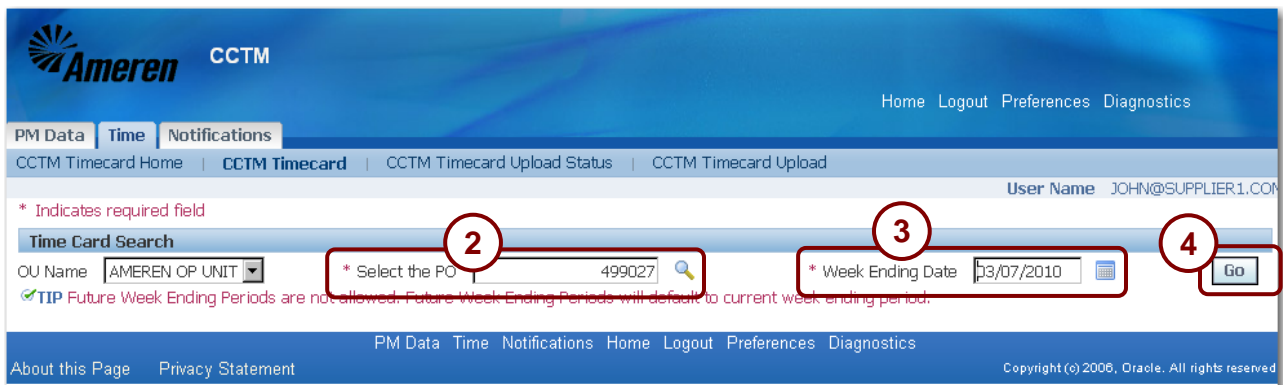 Ameren CCTM
Home Logout Preferences Diagnostics
PM Data Time Notifications
CCTM Timecard Home | CCTM Timecard | CCTM Timecard Upload Status | CCTM Timecard Upload
User Name JOHN@SUPPLIER1.COM
* Indicates required field
Time Card Search
2
3
4
OU Name AMEREN OP UNIT * Select the PO 499027 * Week Ending Date 03/07/2010 Go
TIP Future Week Ending Periods are not allowed. Future Week Ending Periods will default to current week ending period.
PM Data Time Notifications Home Logout Preferences Diagnostics
About this Page Privacy Statement Copyright (c) 2006, Oracle. All rights reserved